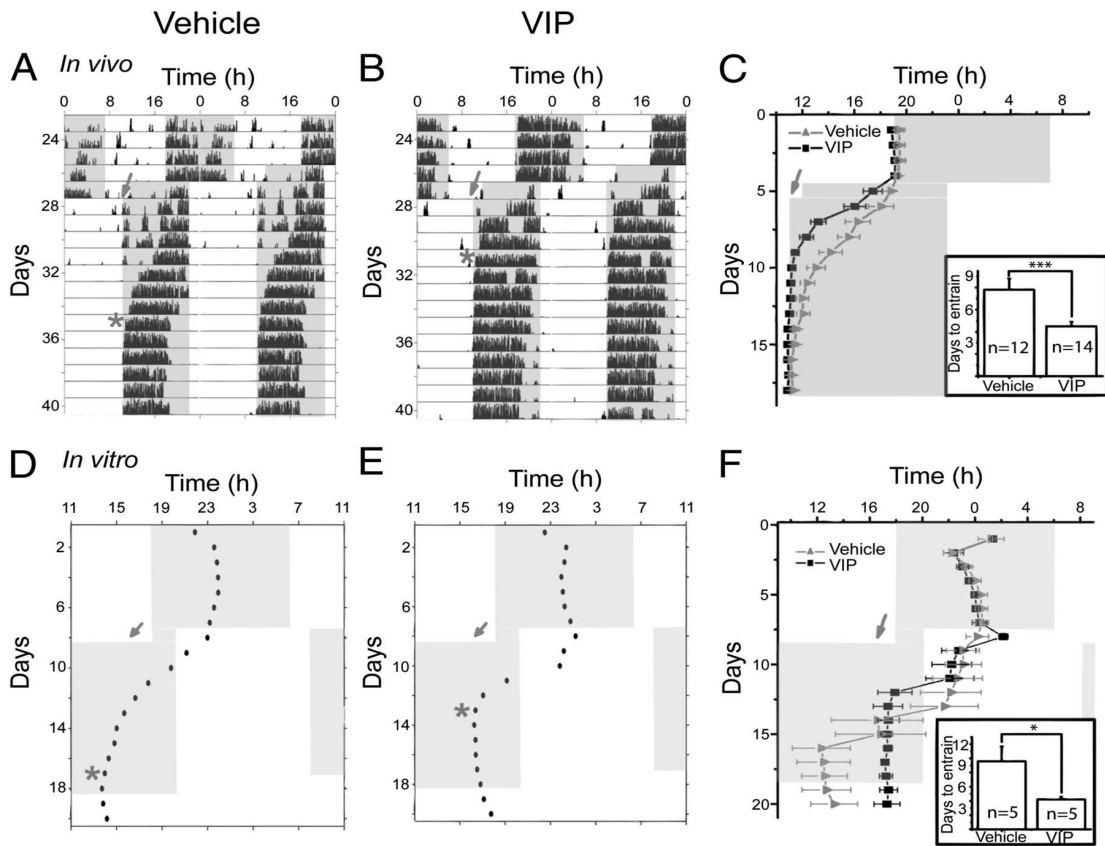 Vehicle
VIP
A
In vivo
Time (h)
0 8 16 0 8 16 0
Days
24
28
32
36
40
*
B
Time (h)
0 8 16 0 8 16 0
Days
24
28
32
36
40
*
C
Time (h)
12 16 20 0 4 8
Days
0
5
10
15
Vehicle
VIP
Days to entrain
9
6
3
0
***
n=12
n=14
Vehicle
VIP
D
In vitro
Time (h)
11 15 19 23 3 7 11
Days
2
6
10
14
18
*
E
Time (h)
11 15 19 23 3 7 11
Days
2
6
10
14
18
*
F
Time (h)
12 16 20 0 4 8
Days
0
5
10
15
20
Vehicle
VIP
Days to entrain
12
9
6
3
*
n=5
n=5
Vehicle
VIP